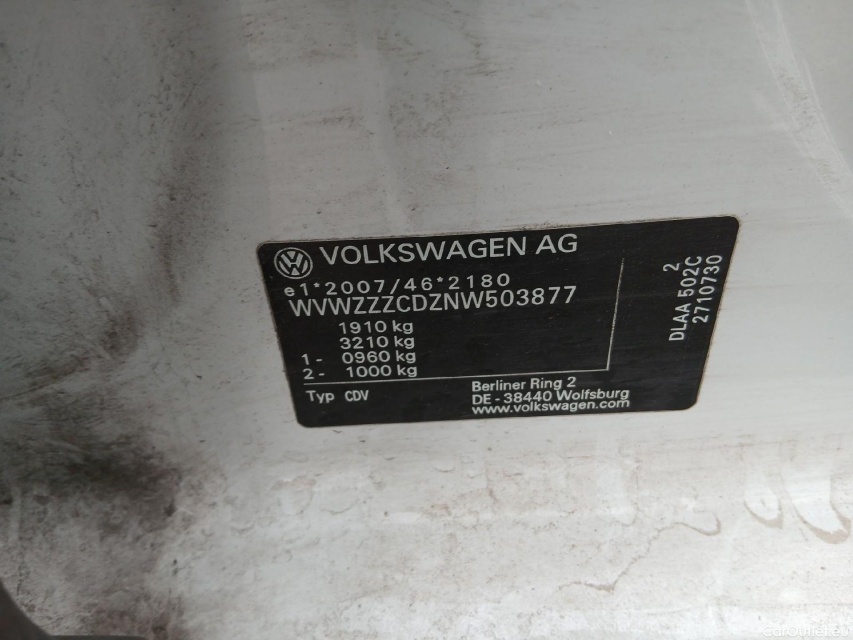 VOLKSWAGEN AG
e1*2007/46*2180
WVWZZZCDZNW503877
1910 kg
3210 kg
1 - 0960 kg
2 - 1000 kg
Typ CDV
Berliner Ring 2
DE - 38440 Wolfsburg
www.volkswagen.com
2
DLAA 502C
2710730